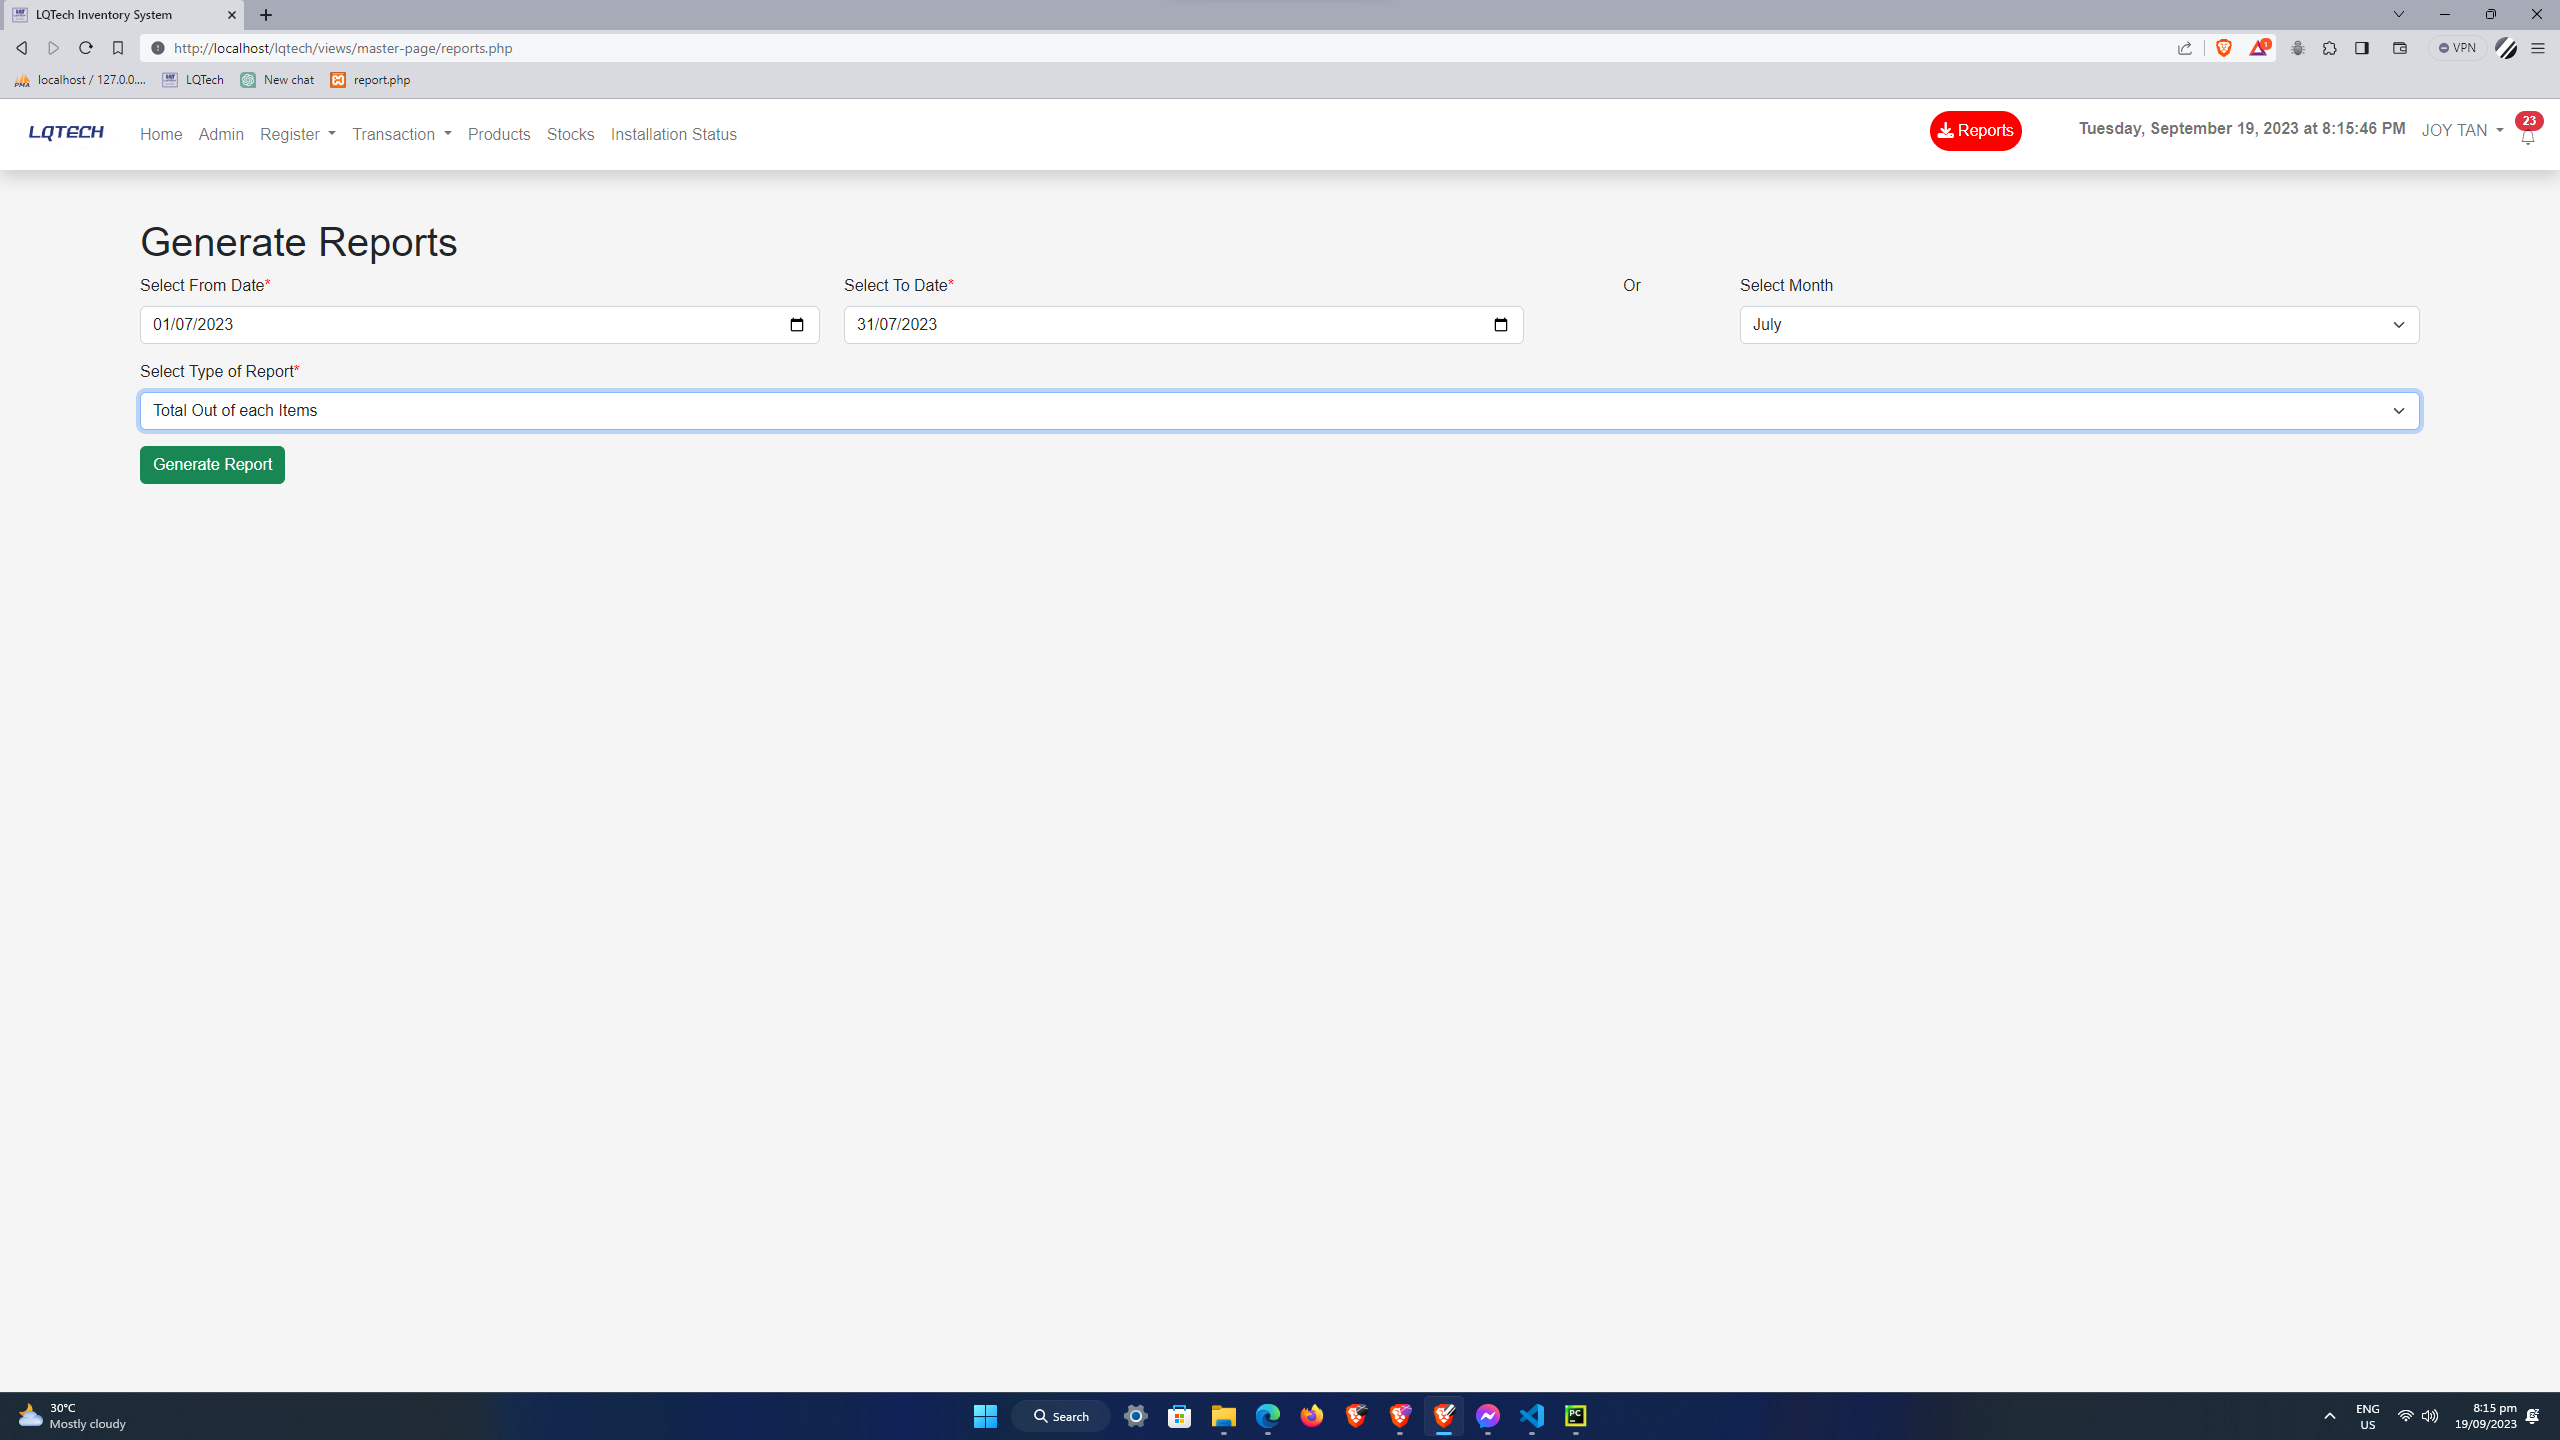 LQTech Inventory System
http://localhost/lqtech/views/master-page/reports.php
1
VPN
localhost / 127.0.0.... LQTech New chat report.php
LQTECH Home Admin Register Transaction Products Stocks Installation Status Reports Tuesday, September 19, 2023 at 8:15:46 PM JOY TAN 23
Generate Reports
Select From Date* Select To Date* Or Select Month
01/07/2023 31/07/2023 July
Select Type of Report*
Total Out of each Items
Generate Report
30°C
Mostly cloudy
Search
PC
ENG
US
8:15 pm
19/09/2023